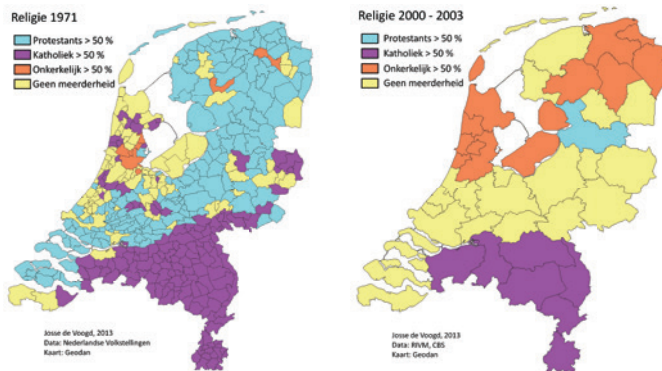 Religie 1971
Protestants > 50 %
Katholiek > 50 %
Onkerkelijk > 50 %
Geen meerderheid
Josse de Voogd, 2013
Data: Nederlandse Volkstellingen
Kaart: Geodan
Religie 2000 - 2003
Protestants > 50 %
Katholiek > 50 %
Onkerkelijk > 50 %
Geen meerderheid
Josse de Voogd, 2013
Data: RIVM, CBS
Kaart: Geodan